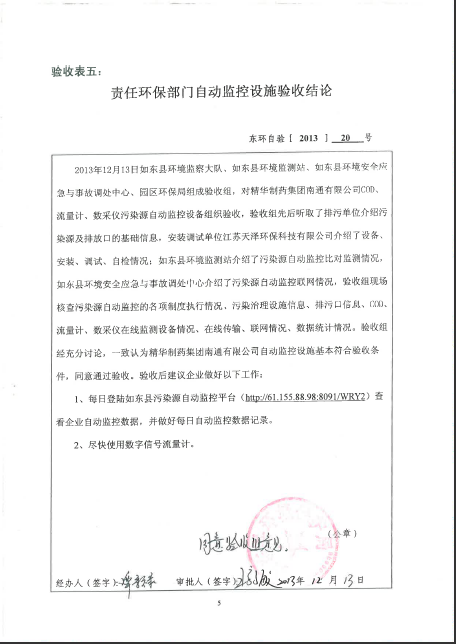 验收表五：
责任环保部门自动监控设施验收结论
东环自验［ 2013 ］ 20 号
2013年12月13日如东县环境监察大队、如东县环境监测站、如东县环境安全应
急与事故调处中心、园区环保局组成验收组，对精华制药集团南通有限公司COD、
流量计、数采仪污染源自动监控设备组织验收，验收组先后听取了排污单位介绍污
染源及排放口的基础信息，安装调试单位江苏天泽环保科技有限公司介绍了设备、
安装、调试、自检情况；如东县环境监测站介绍了污染源自动监控比对监测情况，
如东县环境安全应急与事故调处中心介绍了污染源自动监控联网情况，验收组现场
核查污染源自动监控的各项制度执行情况、污染治理设施信息、排污口信息、COD、
流量计、数采仪在线监测设备情况、在线传输、联网情况、数据统计情况。验收组
经充分讨论，一致认为精华制药集团南通有限公司自动监控设施基本符合验收条
件，同意通过验收。验收后建议企业做好以下工作：
1、每日登陆如东县污染源自动监控平台（http://61.155.88.98:8091/WRY2）查
看企业自动监控数据，并做好每日自动监控数据记录。
2、尽快使用数字信号流量计。
（公章）
同意验收组意见。
经办人（签字）： 审批人（签字） 2013年 12 月 13 日
5